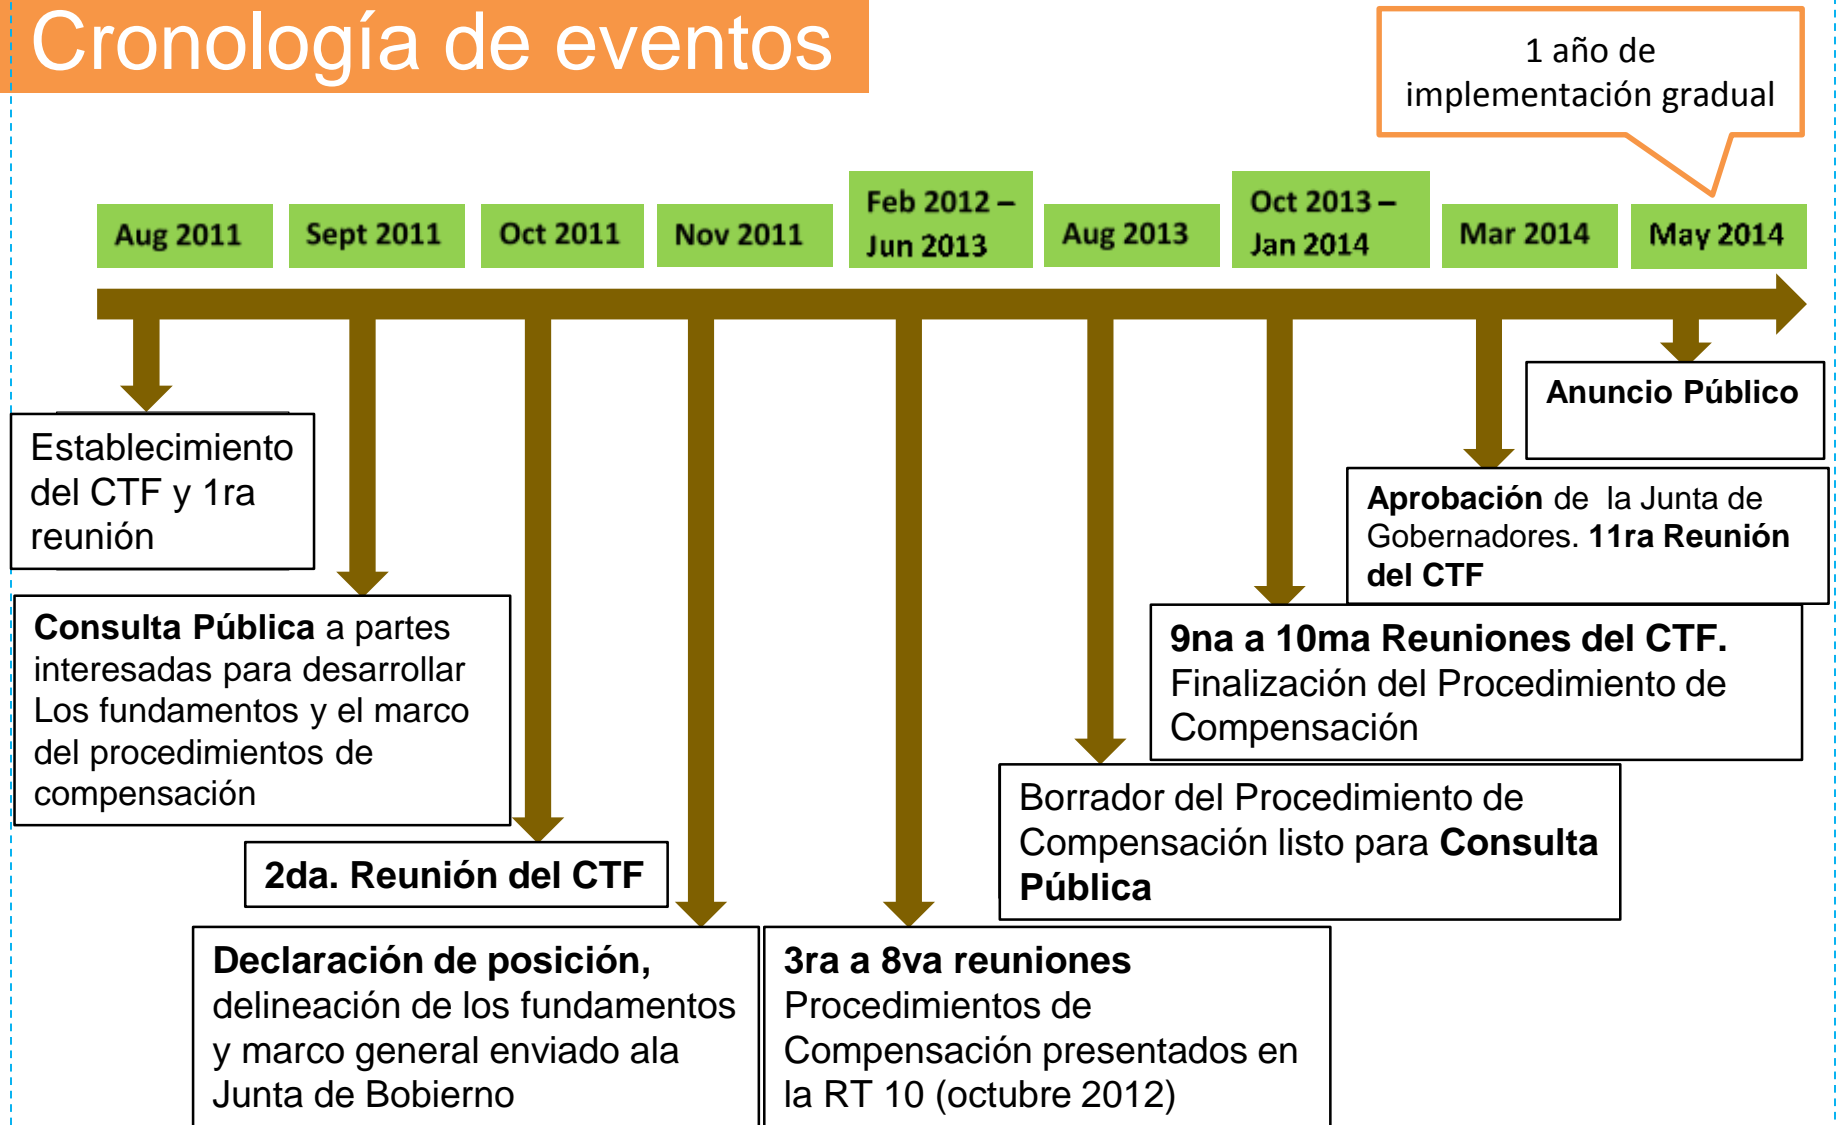 Cronología de eventos
1 año de
implementación gradual
Aug 2011
Sept 2011
Oct 2011
Nov 2011
Feb 2012 –
Jun 2013
Aug 2013
Oct 2013 –
Jan 2014
Mar 2014
May 2014
Establecimiento
del CTF y 1ra
reunión
Consulta Pública a partes
interesadas para desarrollar
Los fundamentos y el marco
del procedimientos de
compensación
2da. Reunión del CTF
Declaración de posición,
delineación de los fundamentos
y marco general enviado ala
Junta de Bobierno
3ra a 8va reuniones
Procedimientos de
Compensación presentados en
la RT 10 (octubre 2012)
Borrador del Procedimiento de
Compensación listo para Consulta
Pública
9na a 10ma Reuniones del CTF.
Finalización del Procedimiento de
Compensación
Aprobación de la Junta de
Gobernadores. 11ra Reunión
del CTF
Anuncio Público